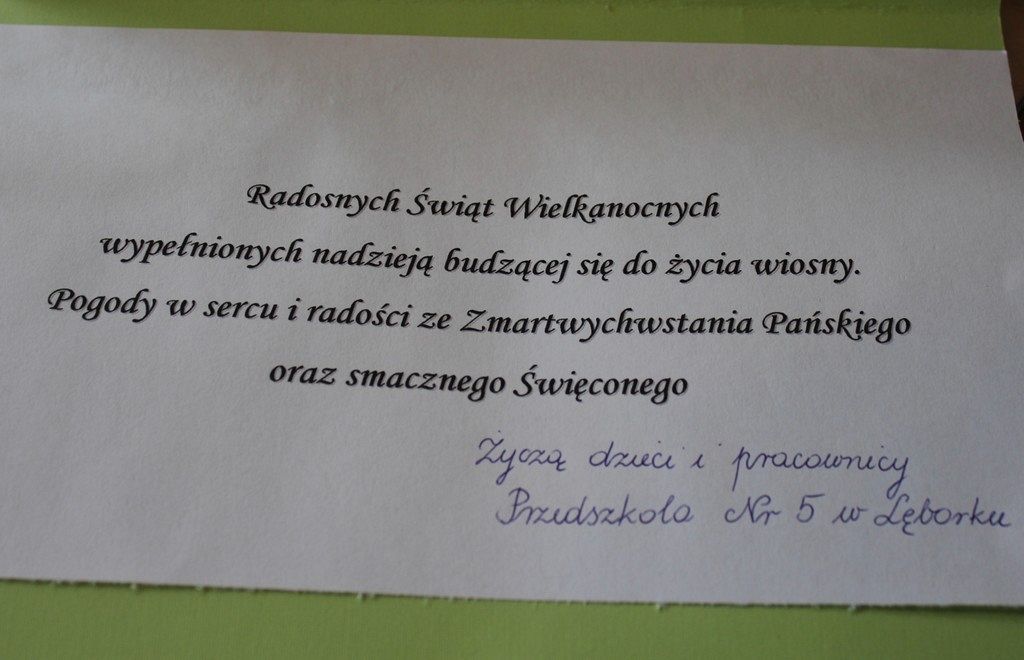 Radosnych Świąt Wielkanocnych
wypełnionych nadzieją budzącej się do życia wiosny.
Pogody w sercu i radości ze Zmartwychwstania Pańskiego
oraz smacznego Święconego
Życzą dzieci i pracownicy
Przedszkola Nr 5 w Lęborku